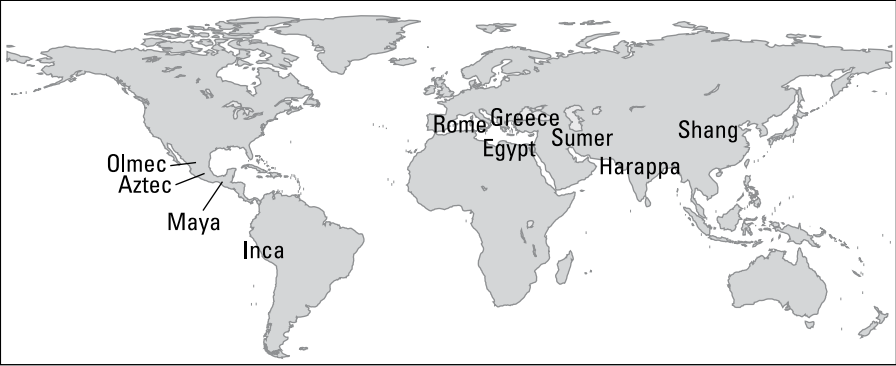 Rome
Greece
Egypt
Sumer
Shang
Harappa
Olmec
Aztec
Maya
Inca